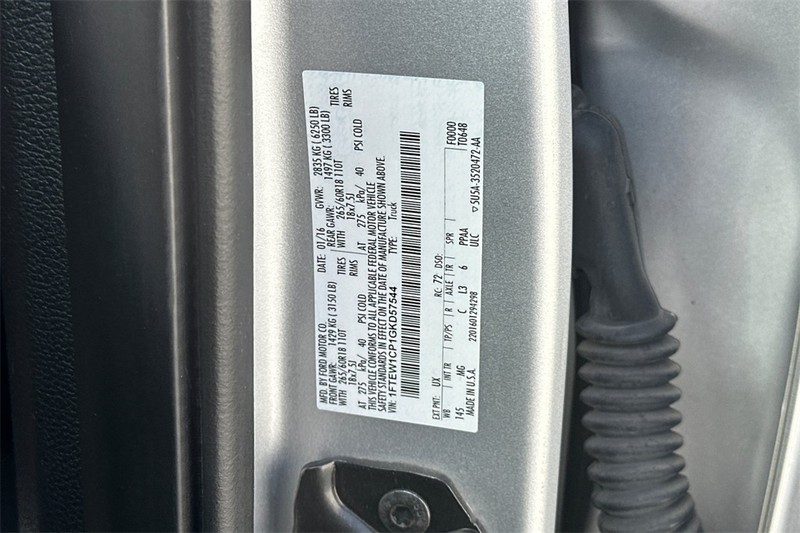 MFD. BY FORD MOTOR CO.
DATE: 01/16 GVWR: 2835 KG ( 6250 LB)
FRONT GAWR: 1429 KG ( 3150 LB) REAR GAWR: 1497 KG ( 3300 LB)
WITH 265/60R18 110T TIRES WITH 265/60R18 110T TIRES
18x7.5J RIMS 18x7.5J RIMS
AT 275 kPa/ 40 PSI COLD AT 275 kPa/ 40 PSI COLD
THIS VEHICLE CONFORMS TO ALL APPLICABLE FEDERAL MOTOR VEHICLE
SAFETY STANDARDS IN EFFECT ON THE DATE OF MANUFACTURE SHOWN ABOVE.
VIN: 1FTEW1CP1GKD57544 TYPE: Truck
F0000
T0648
EXT PNT: UX RC: 72 DSO:
WB INT TR TP/PS R AXLE TR SPR
145 MG C L3 6 PPAA
MADE IN U.S.A. 2201601294298 ULC
▽5U5A-3520472-AA